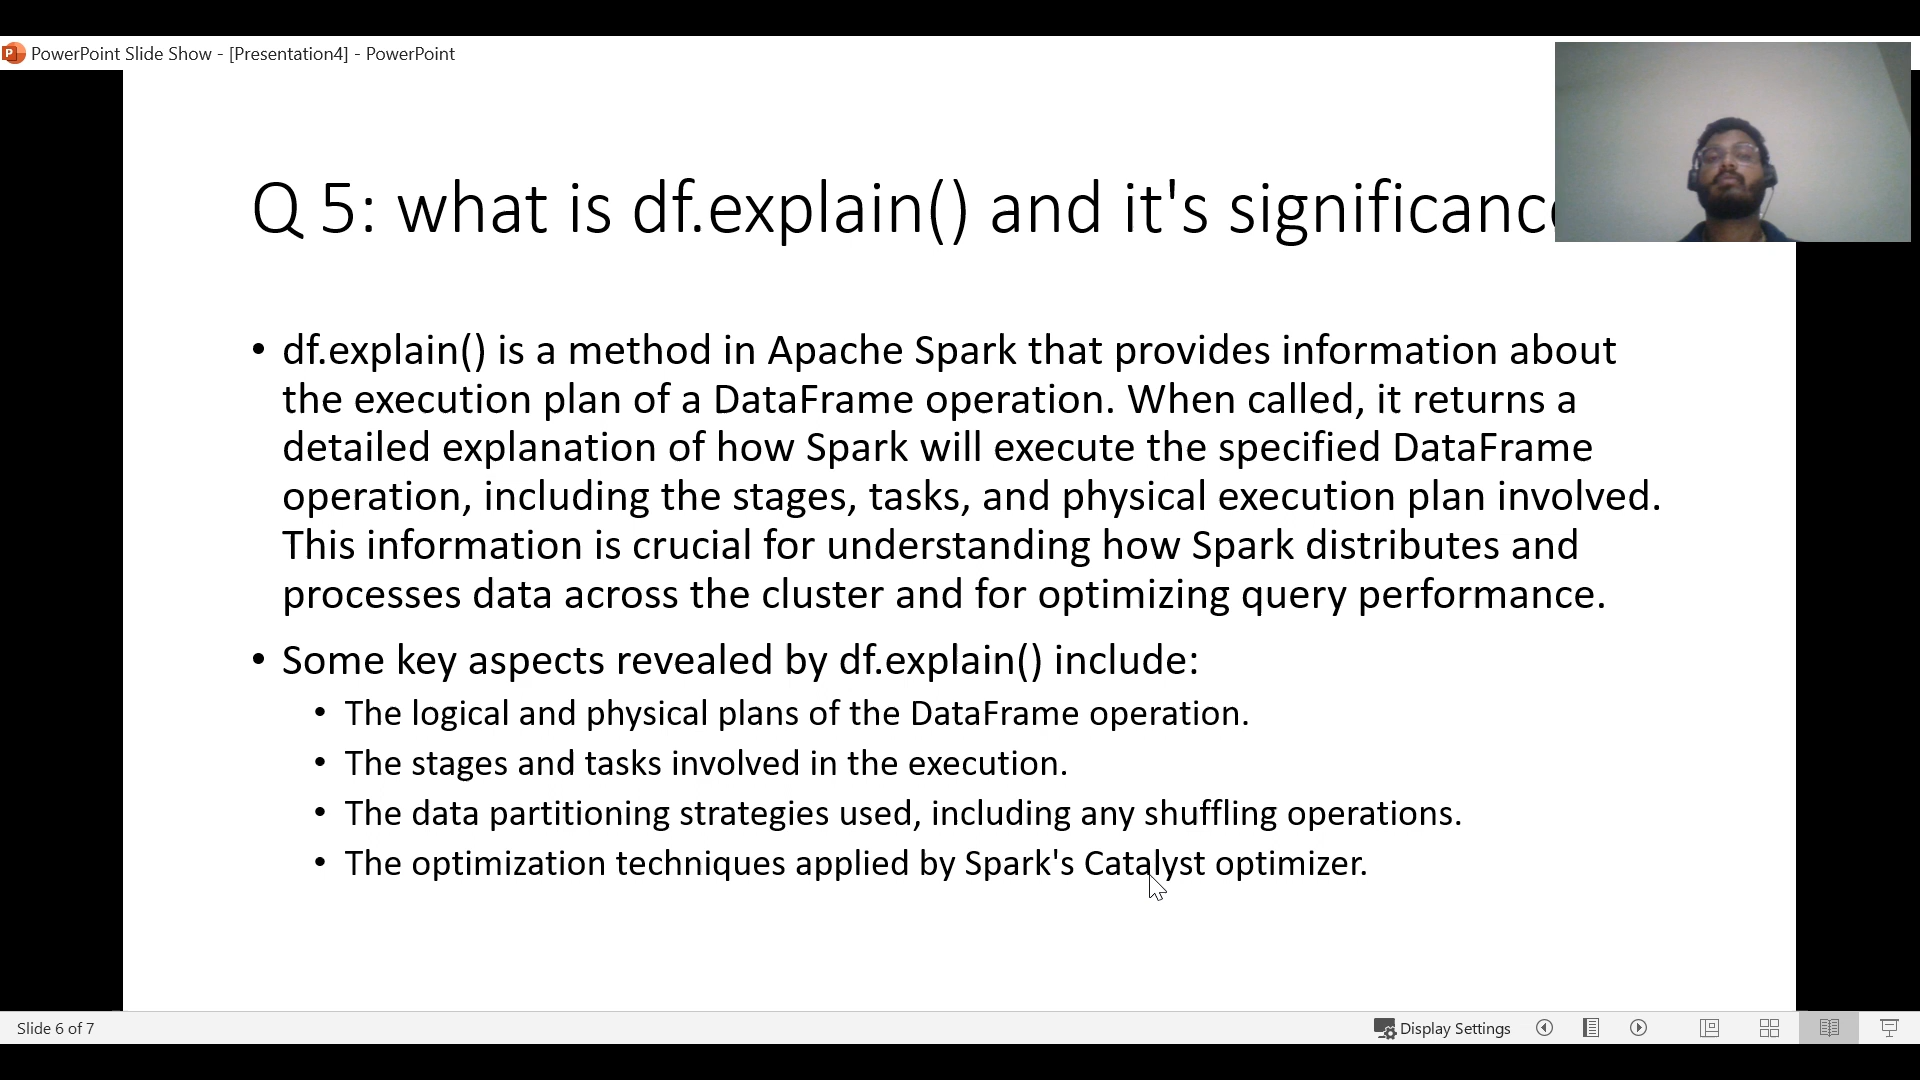 PowerPoint Slide Show - [Presentation4] - PowerPoint
Q 5: what is df.explain() and it's significanc
• df.explain() is a method in Apache Spark that provides information about
the execution plan of a DataFrame operation. When called, it returns a
detailed explanation of how Spark will execute the specified DataFrame
operation, including the stages, tasks, and physical execution plan involved.
This information is crucial for understanding how Spark distributes and
processes data across the cluster and for optimizing query performance.
• Some key aspects revealed by df.explain() include:
• The logical and physical plans of the DataFrame operation.
• The stages and tasks involved in the execution.
• The data partitioning strategies used, including any shuffling operations.
• The optimization techniques applied by Spark's Catalyst optimizer.
Slide 6 of 7
Display Settings